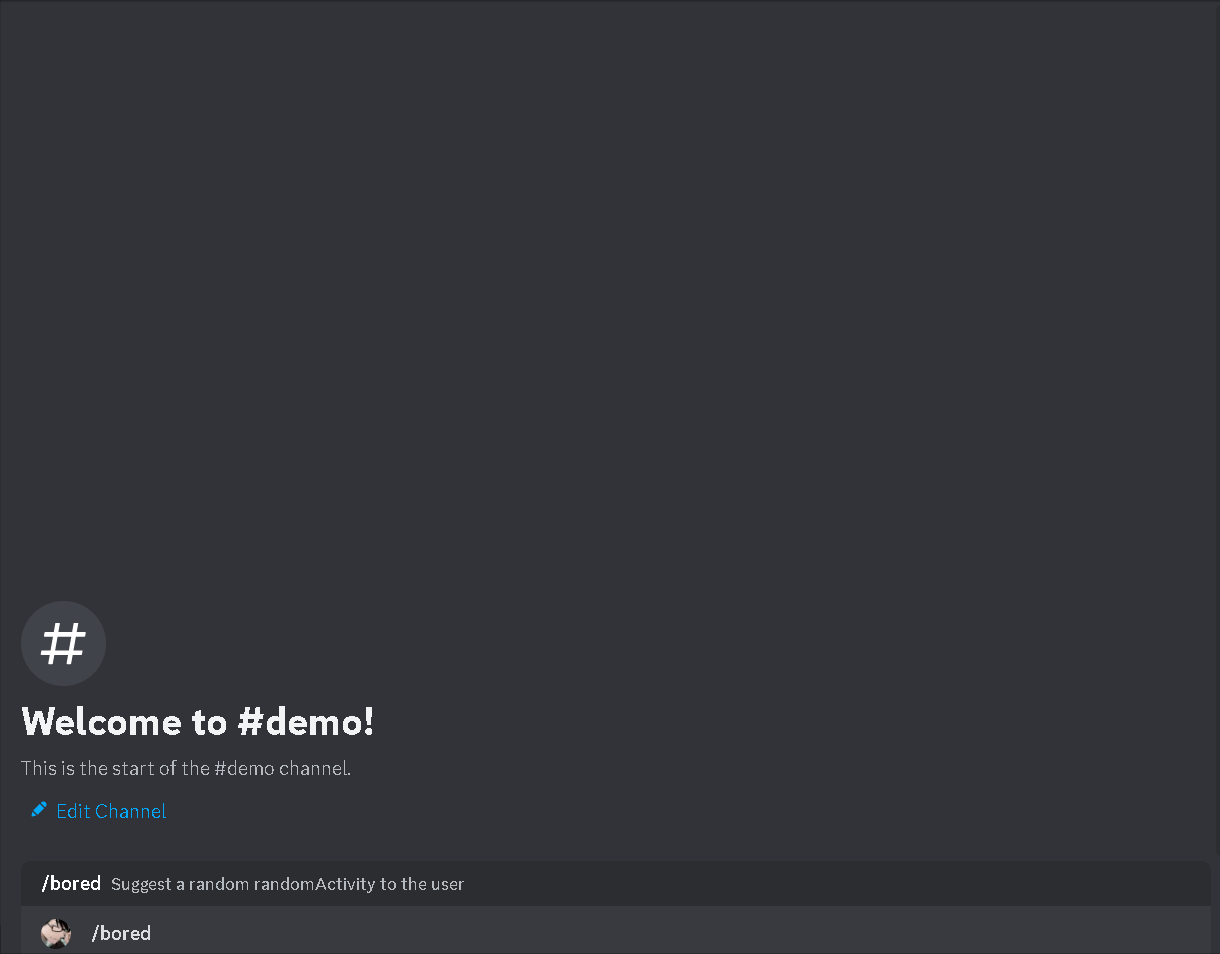 #
Welcome to #demo!
This is the start of the #demo channel.
Edit Channel
/bored Suggest a random randomActivity to the user
/bored